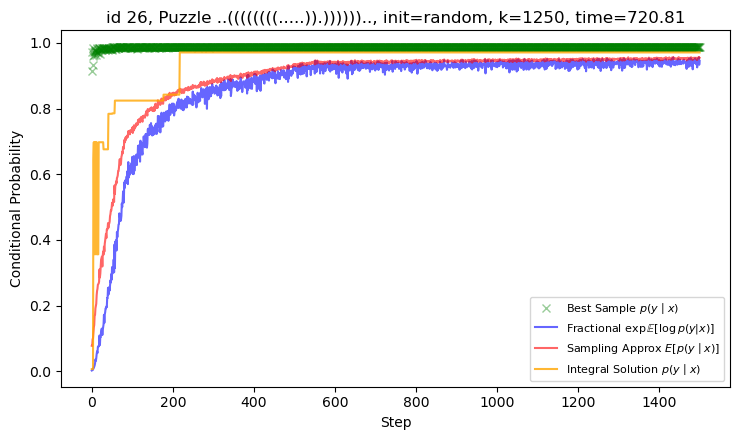 id 26, Puzzle ..((((((((.....)).)))))).., init=random, k=1250, time=720.81
Conditional Probability
1.0
0.8
0.6
0.4
0.2
0.0
Best Sample p(y | x)
Fractional exp𝔼[log p(y|x)]
Sampling Approx E[p(y | x)]
Integral Solution p(y | x)
0 200 400 600 800 1000 1200 1400
Step